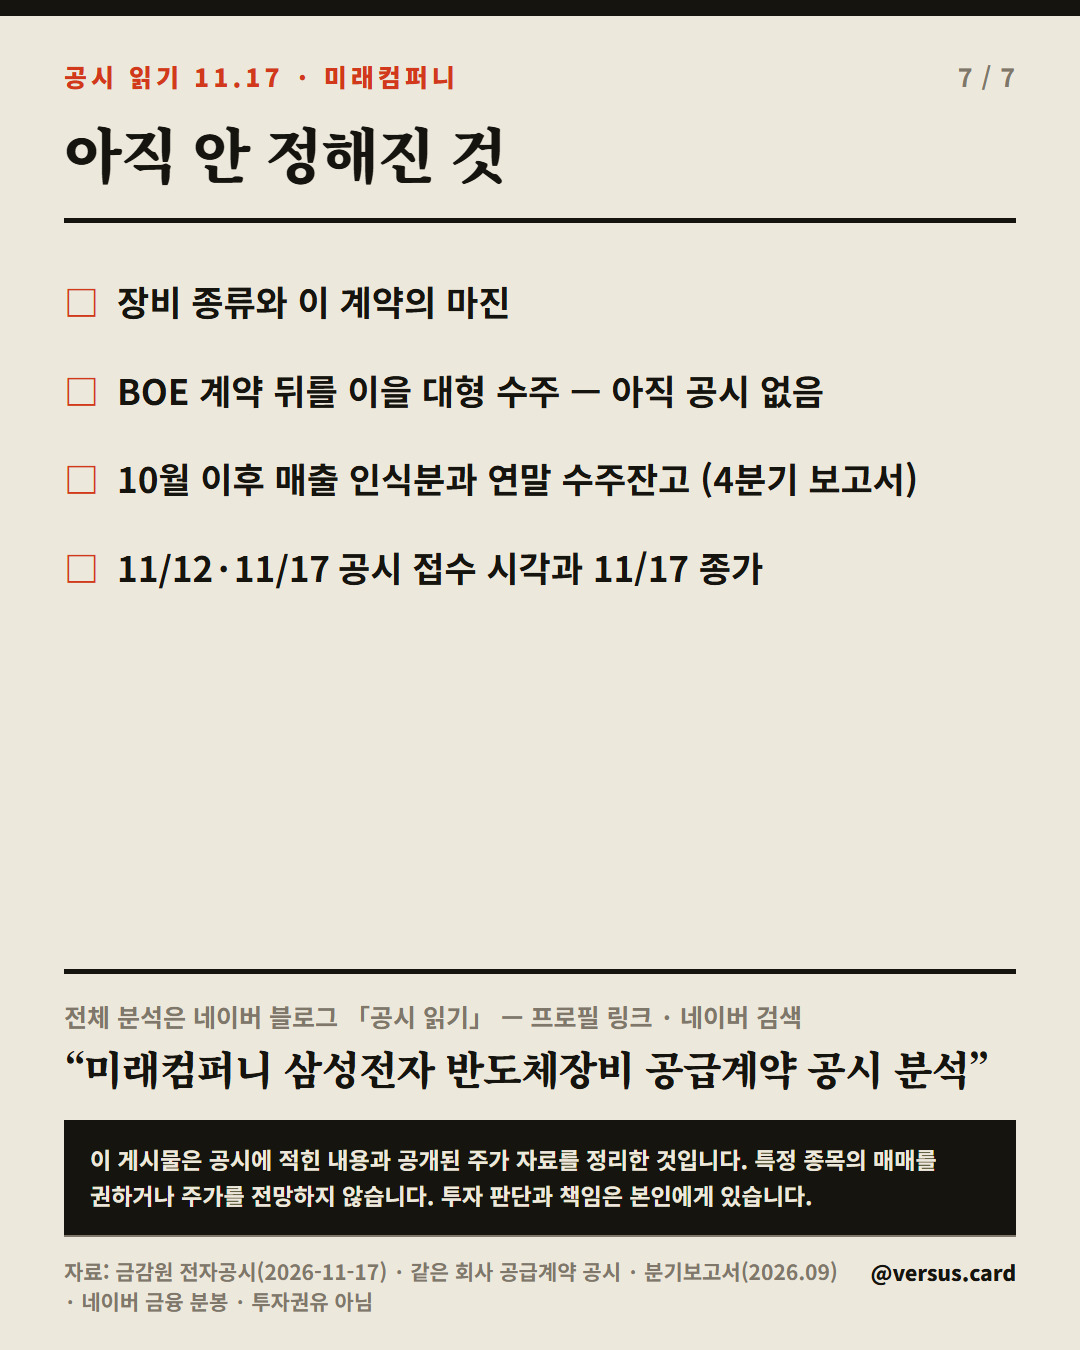 공시 읽기 11.17 · 미래컴퍼니
7 / 7
아직 안 정해진 것
□ 장비 종류와 이 계약의 마진
□ BOE 계약 뒤를 이을 대형 수주 — 아직 공시 없음
□ 10월 이후 매출 인식분과 연말 수주잔고 (4분기 보고서)
□ 11/12·11/17 공시 접수 시각과 11/17 종가
전체 분석은 네이버 블로그 「공시 읽기」 — 프로필 링크 · 네이버 검색
“미래컴퍼니 삼성전자 반도체장비 공급계약 공시 분석”
이 게시물은 공시에 적힌 내용과 공개된 주가 자료를 정리한 것입니다. 특정 종목의 매매를
권하거나 주가를 전망하지 않습니다. 투자 판단과 책임은 본인에게 있습니다.
자료: 금감원 전자공시(2026-11-17) · 같은 회사 공급계약 공시 · 분기보고서(2026.09)
· 네이버 금융 분봉 · 투자권유 아님
@versus.card